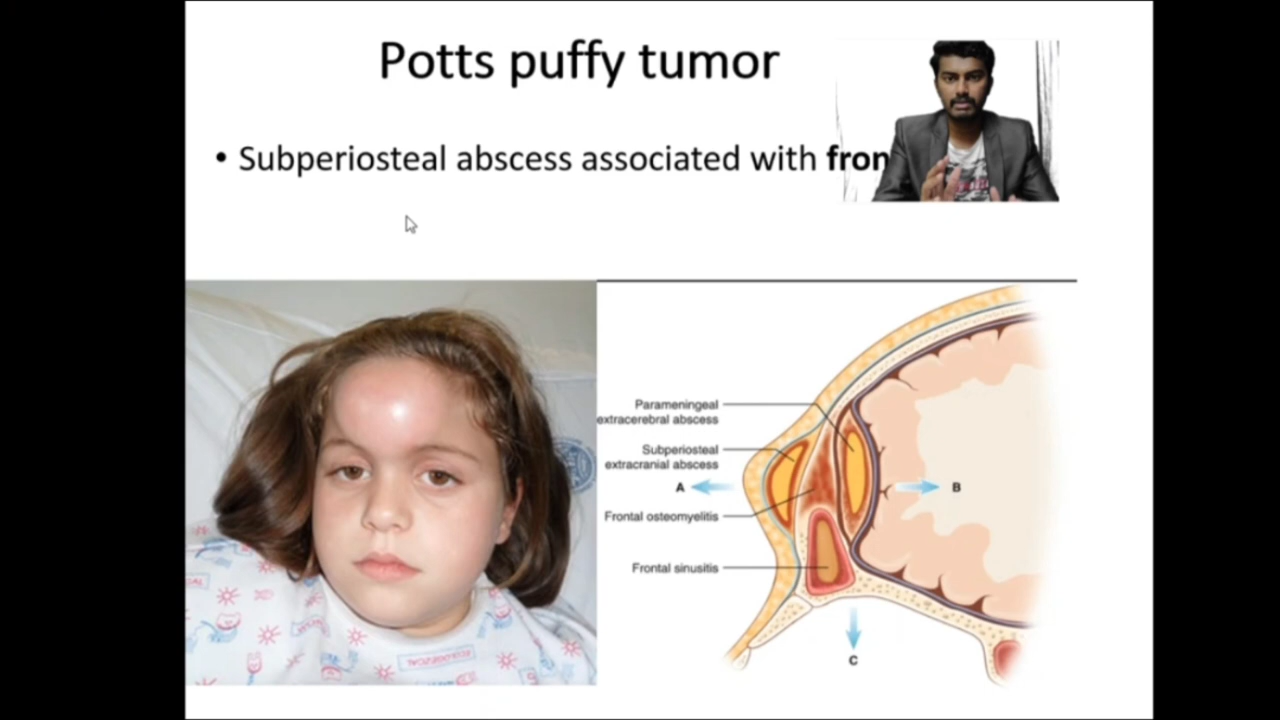 Potts puffy tumor
• Subperiosteal abscess associated with fron
Parameningeal
extracerebral abscess
Subperiosteal
extracranial abscess
A
B
Frontal osteomyelitis
Frontal sinusitis
C